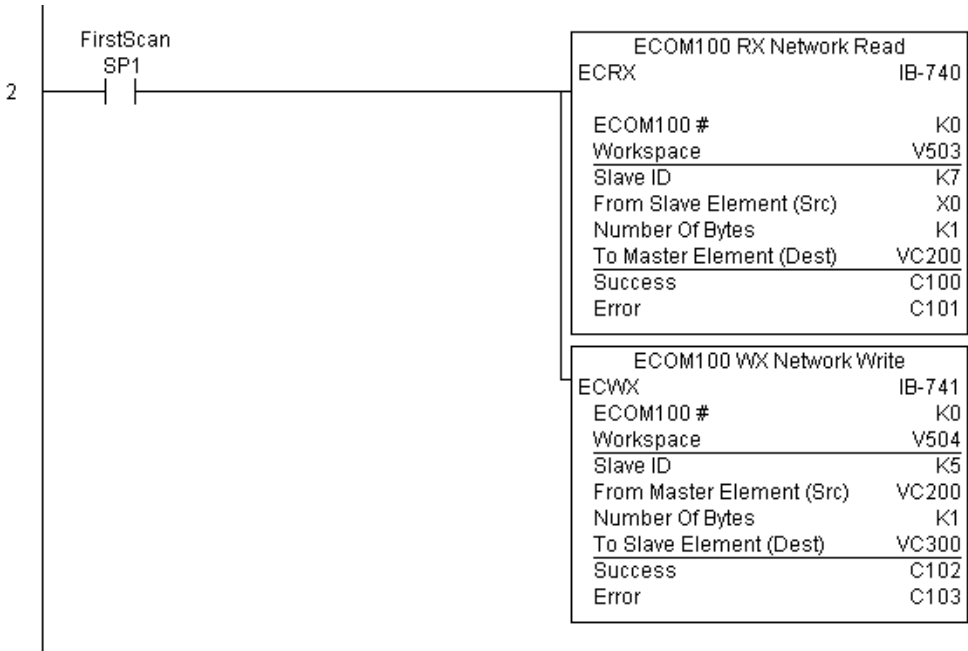 FirstScan
SP1
2
ECOM100 RX Network Read
ECRX IB-740
ECOM100 # K0
Workspace V503
Slave ID K7
From Slave Element (Src) X0
Number Of Bytes K1
To Master Element (Dest) VC200
Success C100
Error C101
ECOM100 WX Network Write
ECWX IB-741
ECOM100 # K0
Workspace V504
Slave ID K5
From Master Element (Src) VC200
Number Of Bytes K1
To Slave Element (Dest) VC300
Success C102
Error C103